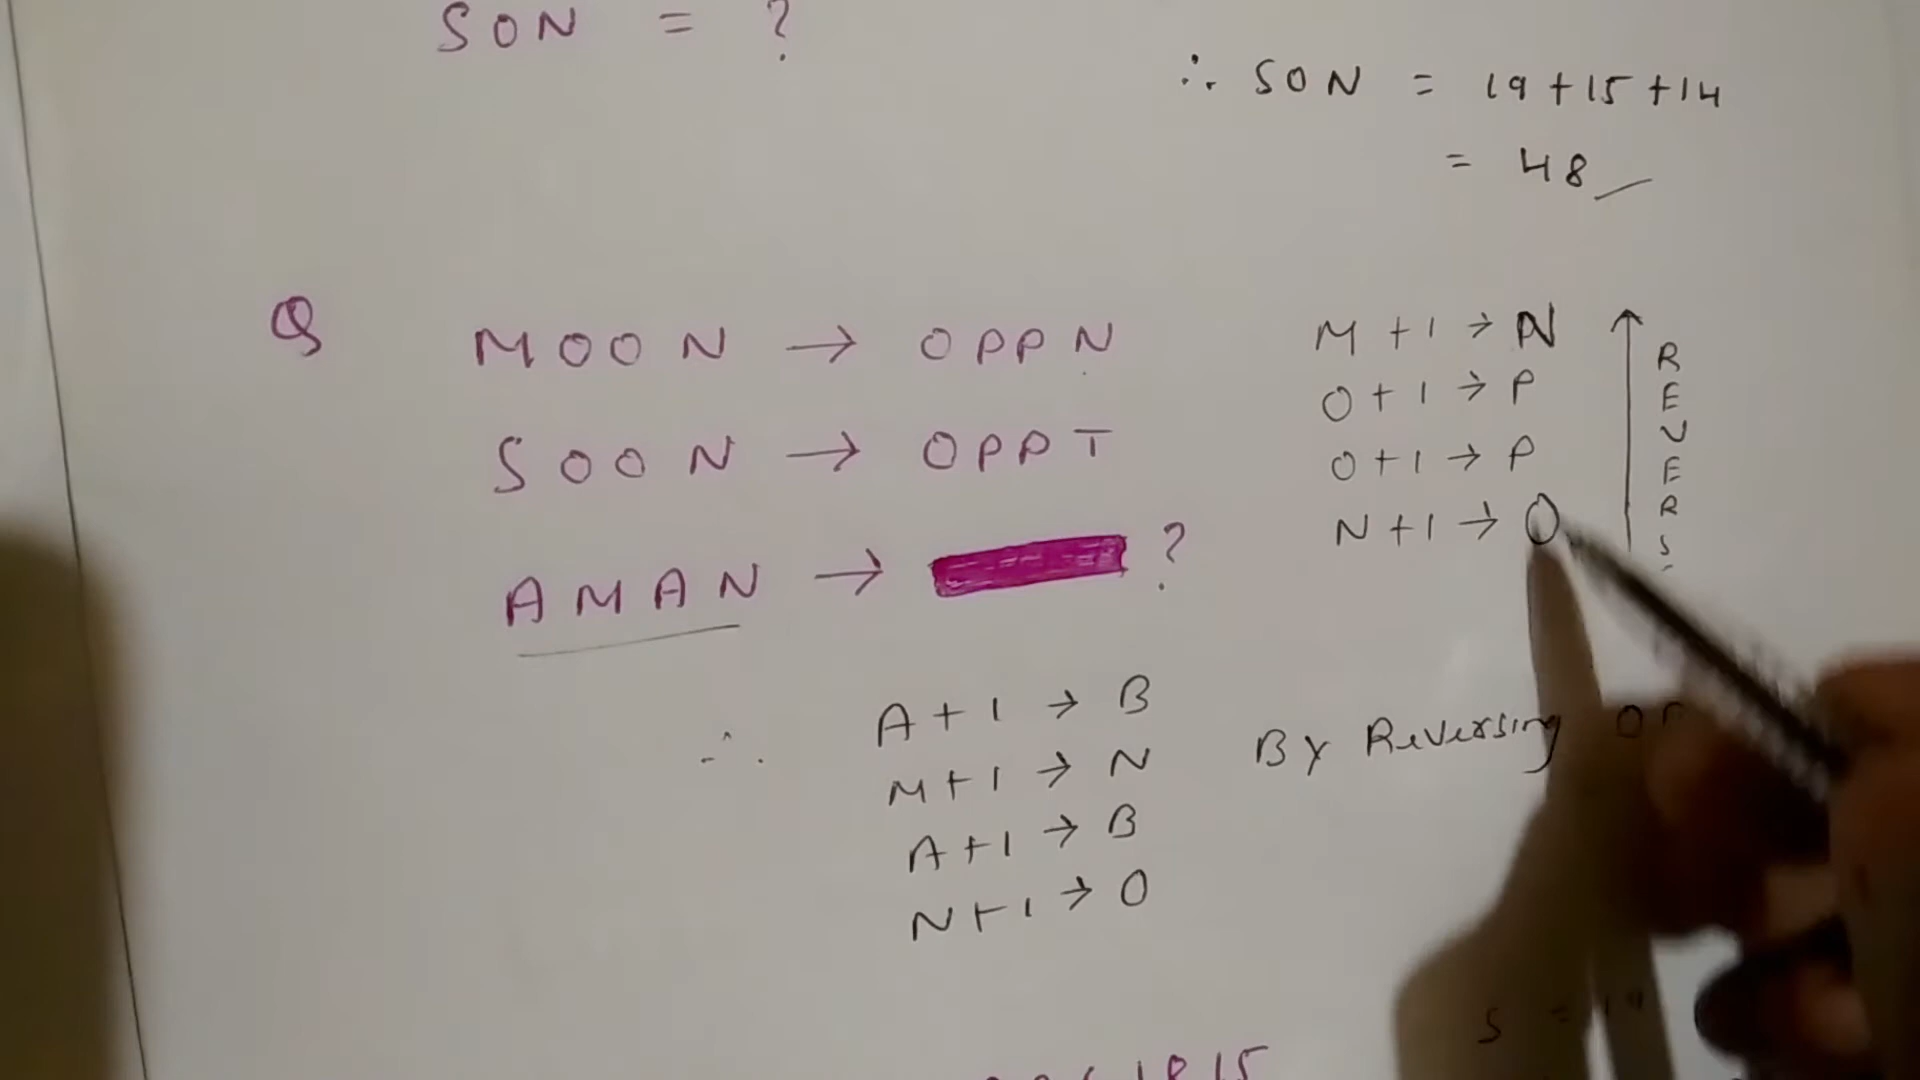 SON = ?
∴ SON = 19+15+14
= 48
Q MOON → OPPN
SOON → OPPT
AMAN → ?
M+1 → N
O+1 → P
O+1 → P
N+1 → O
REVERS
∴ A+1 → B
M+1 → N
A+1 → B
N+1 → O
By Reversing
S =
1815